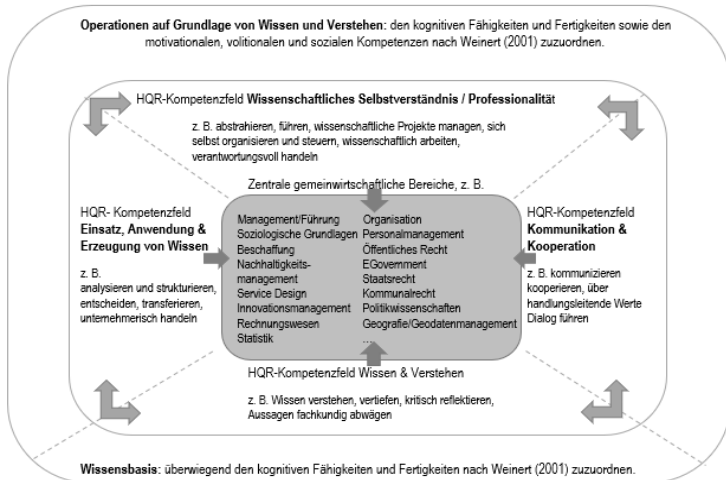 Operationen auf Grundlage von Wissen und Verstehen: den kognitiven Fähigkeiten und Fertigkeiten sowie den
motivationalen, volitionalen und sozialen Kompetenzen nach Weinert (2001) zuzuordnen.
HQR-Kompetenzfeld Wissenschaftliches Selbstverständnis / Professionalität
z. B. abstrahieren, führen, wissenschaftliche Projekte managen, sich
selbst organisieren und steuern, wissenschaftlich arbeiten,
verantwortungsvoll handeln
Zentrale gemeinwirtschaftliche Bereiche, z. B.
HQR- Kompetenzfeld
Einsatz, Anwendung &
Erzeugung von Wissen
z. B.
analysieren und strukturieren,
entscheiden, transferieren,
unternehmerisch handeln
Management/Führung
Soziologische Grundlagen
Beschaffung
Nachhaltigkeits-
management
Service Design
Innovationsmanagement
Rechnungswesen
Statistik
Organisation
Personalmanagement
Öffentliches Recht
EGovernment
Staatsrecht
Kommunalrecht
Politikwissenschaften
Geografie/Geodatenmanagement
...
HQR-Kompetenzfeld
Kommunikation &
Kooperation
z. B. kommunizieren
kooperieren, über
handlungsleitende Werte
Dialog führen
HQR-Kompetenzfeld Wissen & Verstehen
z. B. Wissen verstehen, vertiefen, kritisch reflektieren,
Aussagen fachkundig abwägen
Wissensbasis: überwiegend den kognitiven Fähigkeiten und Fertigkeiten nach Weinert (2001) zuzuordnen.